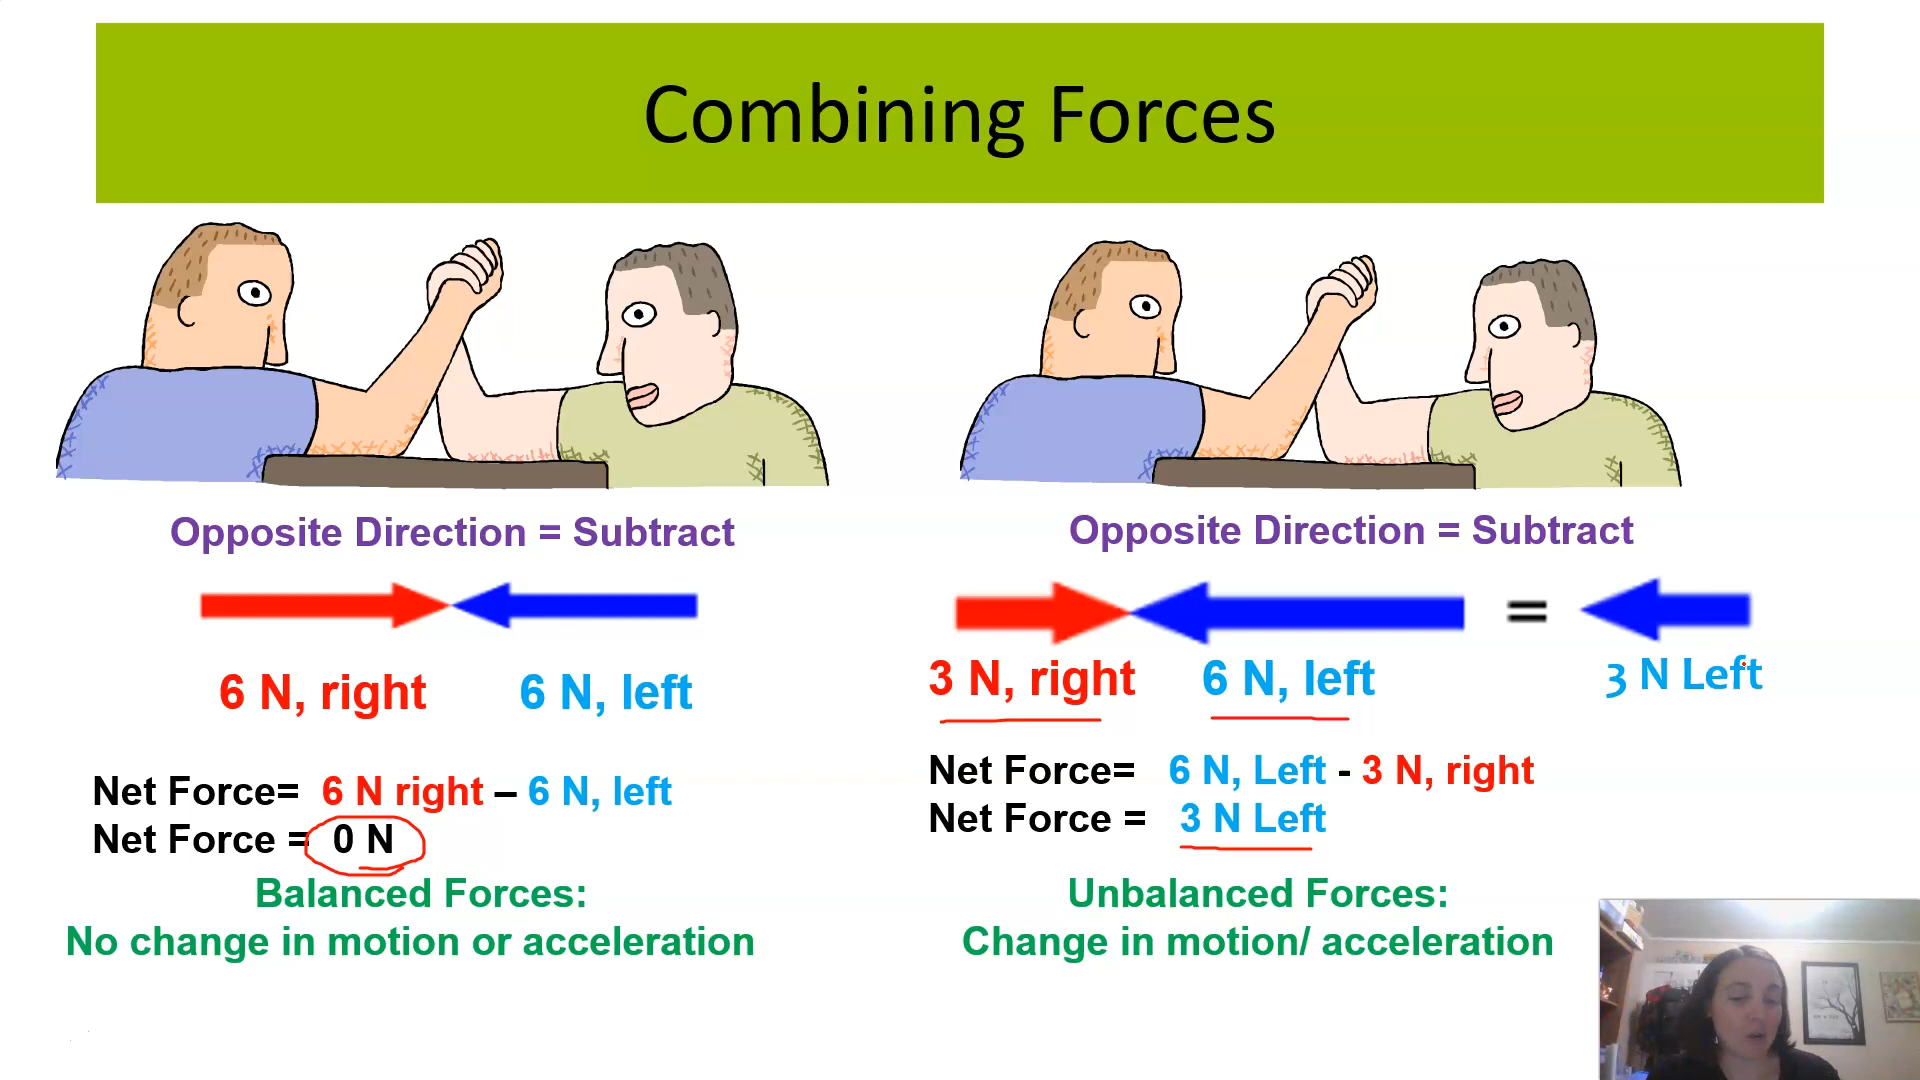 Combining Forces
Opposite Direction = Subtract
6 N, right 6 N, left
Net Force= 6 N right – 6 N, left
Net Force = 0 N
Balanced Forces:
No change in motion or acceleration
Opposite Direction = Subtract
=
3 N, right 6 N, left 3 N Left
Net Force= 6 N, Left - 3 N, right
Net Force = 3 N Left
Unbalanced Forces:
Change in motion/ acceleration